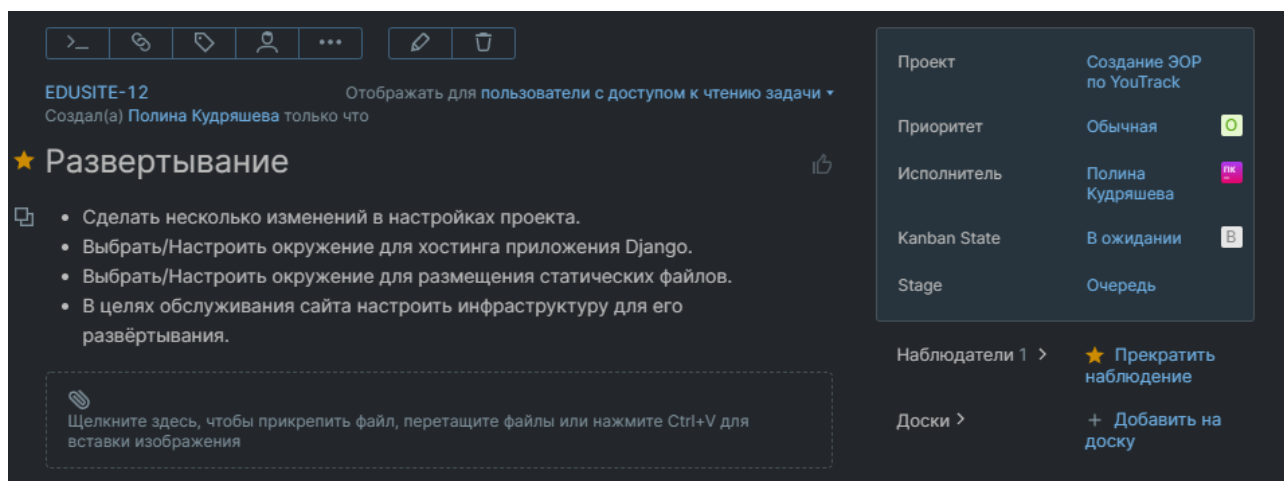 EDUSITE-12
Отображать для пользователи с доступом к чтению задачи
Создал(а) Полина Кудряшева только что
Развертывание
• Сделать несколько изменений в настройках проекта.
• Выбрать/Настроить окружение для хостинга приложения Django.
• Выбрать/Настроить окружение для размещения статических файлов.
• В целях обслуживания сайта настроить инфраструктуру для его
развёртывания.
Щелкните здесь, чтобы прикрепить файл, перетащите файлы или нажмите Ctrl+V для
вставки изображения
Проект
Создание ЭОР
по YouTrack
Приоритет
Обычная
О
Исполнитель
Полина
Кудряшева
ПК
Kanban State
В ожидании
В
Stage
Очередь
Наблюдатели 1 >
Прекратить
наблюдение
Доски >
+ Добавить на
доску